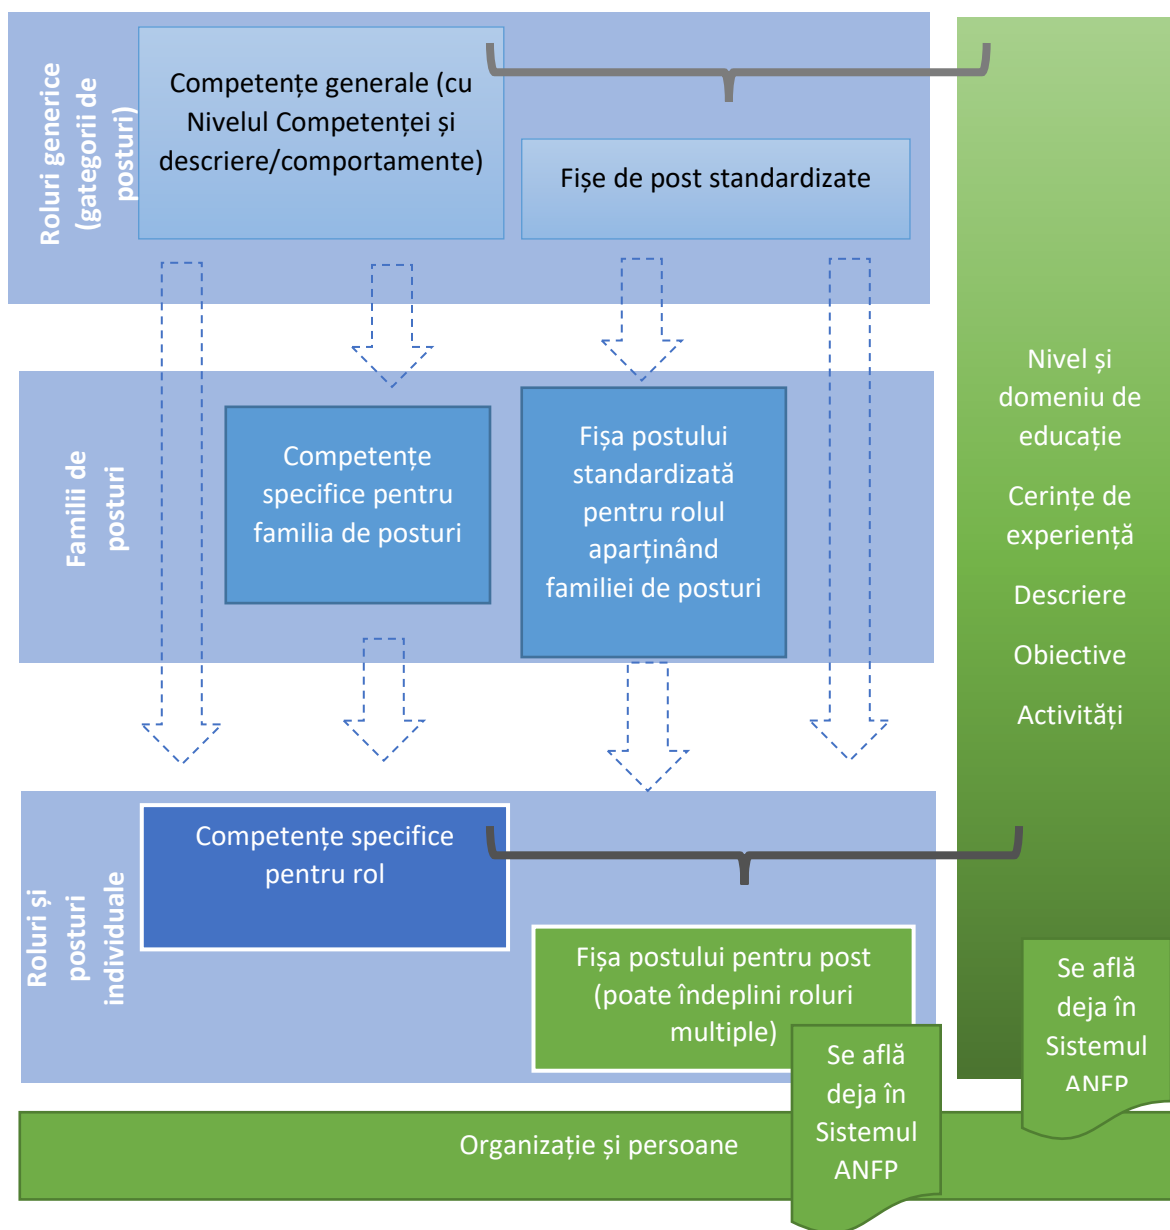 Roluri generice
(gategorii de
posturi)
Competențe generale (cu
Nivelul Competenței și
descriere/comportamente)
Fișe de post standardizate
Familii de
posturi
Competențe
specifice pentru
familia de posturi
Fișa postului
standardizată
pentru rolul
aparținând
familiei de posturi
Nivel și
domeniu de
educație
Cerințe de
experiență
Descriere
Obiective
Activități
Roluri și
posturi
individuale
Competențe specifice
pentru rol
Fișa postului pentru post
(poate îndeplini roluri
multiple)
Se află
deja în
Sistemul
ANFP
Se află
deja în
Sistemul
ANFP
Organizație și persoane